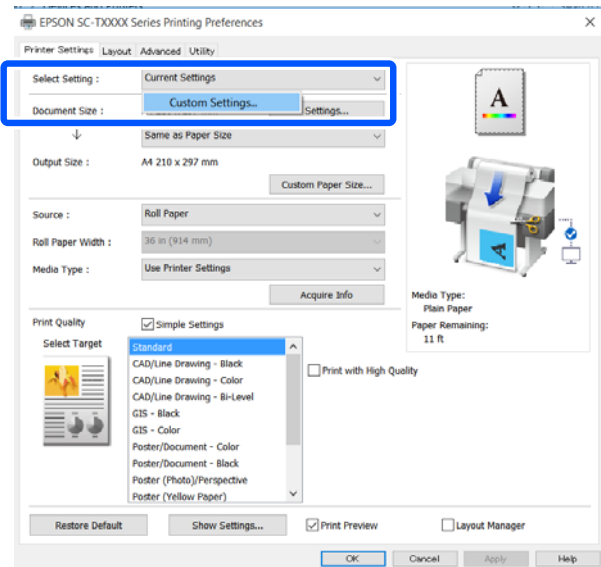 EPSON SC-TXXXX Series Printing Preferences
Printer Settings Layout Advanced Utility
Select Setting : Current Settings
Custom Settings...
Document Size : Settings...
Same as Paper Size
Output Size : A4 210 x 297 mm
Custom Paper Size...
Source : Roll Paper
Roll Paper Width : 36 in (914 mm)
Media Type : Use Printer Settings
Acquire Info
A
Media Type:
Plain Paper
Paper Remaining:
11 ft
Print Quality Simple Settings
Select Target
Standard
CAD/Line Drawing - Black
CAD/Line Drawing - Color
CAD/Line Drawing - Bi-Level
GIS - Black
GIS - Color
Poster/Document - Color
Poster/Document - Black
Poster (Photo)/Perspective
Poster (Yellow Paper)
Print with High Quality
Restore Default Show Settings... Print Preview Layout Manager
OK Cancel Apply Help